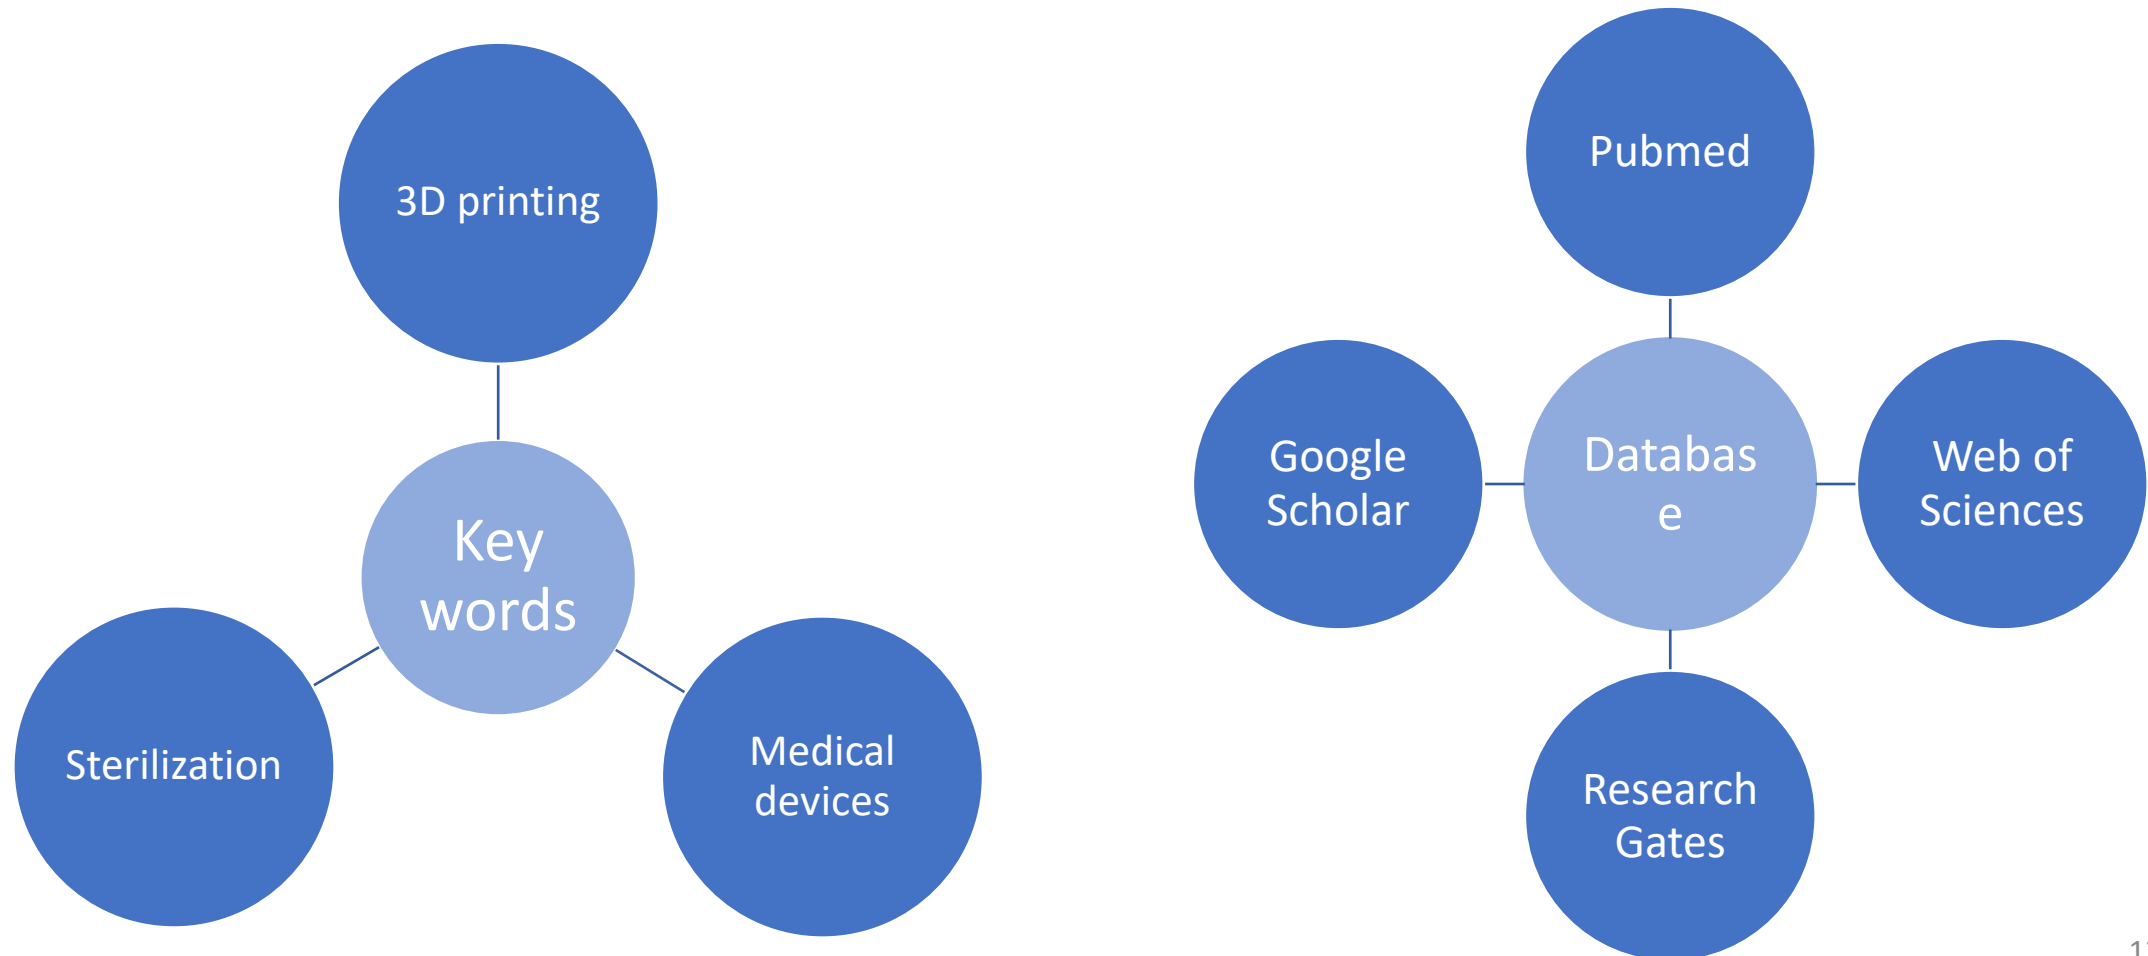 3D printing
Key
words
Sterilization
Medical
devices
Pubmed
Google
Scholar
Databas
e
Web of
Sciences
Research
Gates